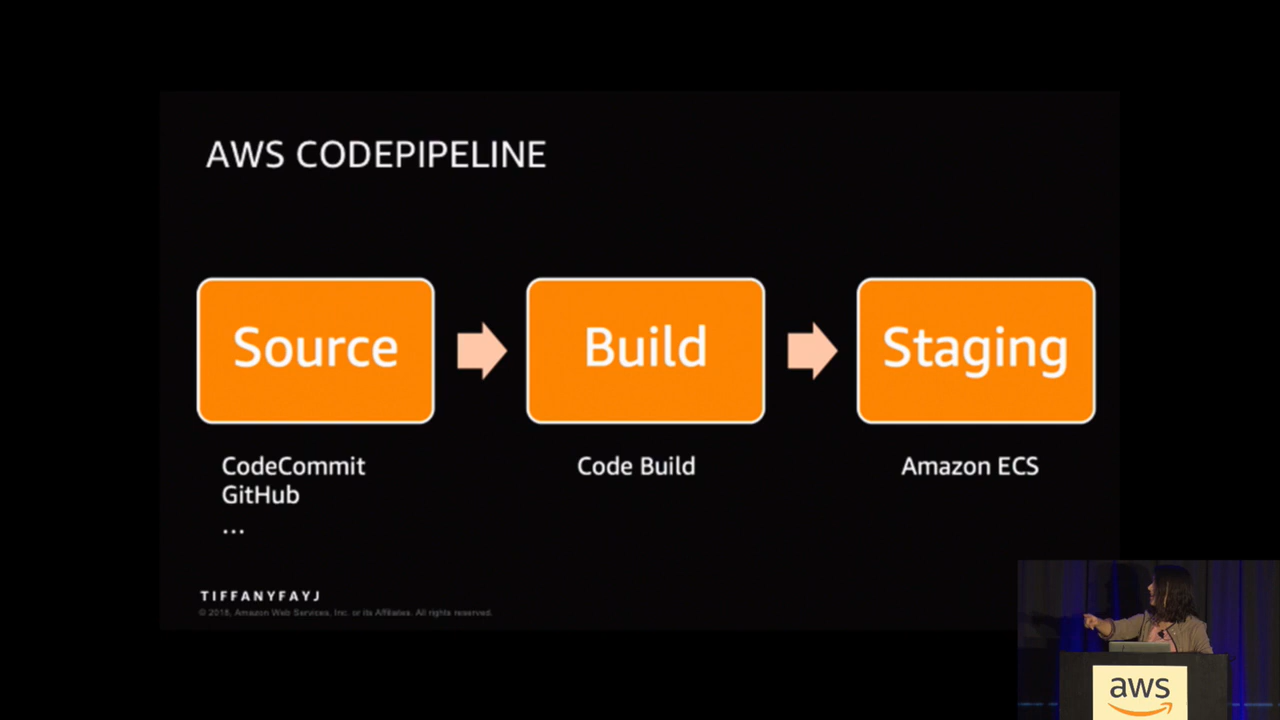 AWS CODEPIPELINE
Source
Build
Staging
CodeCommit
GitHub
...
Code Build
Amazon ECS
TIFFANYFAYJ
© 2018, Amazon Web Services, Inc. or its Affiliates. All rights reserved.
aws